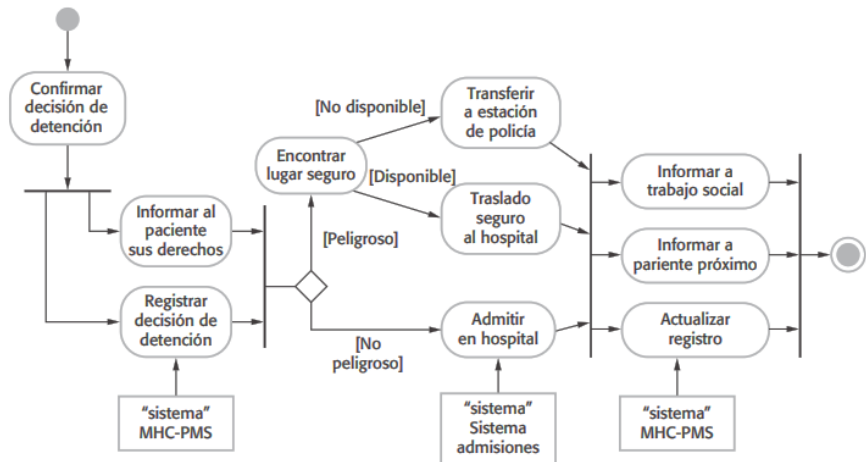 Confirmar
decisión de
detención
Informar al
paciente
sus derechos
Registrar
decisión de
detención
"sistema"
MHC-PMS
Encontrar
lugar seguro
[Peligroso]
[No
peligroso]
[No disponible]
[Disponible]
Transferir
a estación
de policía
Traslado
seguro
al hospital
Admitir
en hospital
"sistema"
Sistema
admisiones
Informar a
trabajo social
Informar a
pariente próximo
Actualizar
registro
"sistema"
MHC-PMS